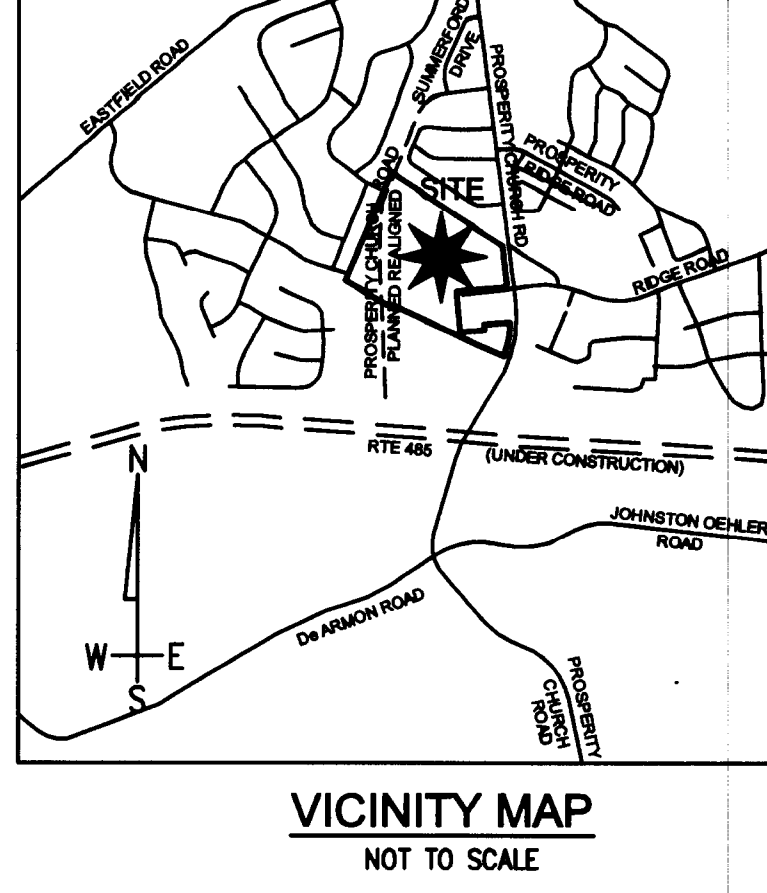 SUMMERFORD
DRIVE
EASTFIELD ROAD
PROSPERITY CHURCH RD
PROSPERITY
RIDGE ROAD
SITE
PROSPERITY CHURCH ROAD
PLANNED REALIGNED
RIDGE ROAD
RTE 485
(UNDER CONSTRUCTION)
N
W E
S
JOHNSTON OEHLER
ROAD
De ARMON ROAD
PROSPERITY
CHURCH
ROAD
VICINITY MAP
NOT TO SCALE